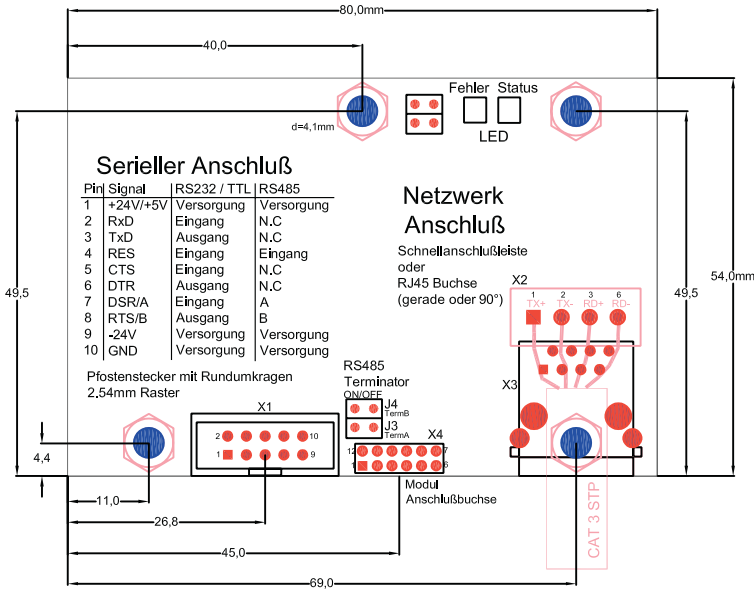 80,0mm
40,0
Fehler Status
d=4,1mm
LED
Serieller Anschluß
Pin Signal RS232 / TTL RS485
1 +24V/+5V Versorgung Versorgung
2 RxD Eingang N.C
3 TxD Ausgang N.C
4 RES Eingang Eingang
5 CTS Eingang N.C
6 DTR Ausgang N.C
7 DSR/A Eingang A
8 RTS/B Ausgang B
9 -24V Versorgung Versorgung
10 GND Versorgung Versorgung
Pfostenstecker mit Rundumkragen
2,54mm Raster
Netzwerk
Anschluß
Schnellanschlußleiste
oder
RJ45 Buchse
(gerade oder 90°)
X2
1 2 3 6
TX+ TX- RD+ RD-
49,5
49,5
54,0mm
RS485
Terminator
ON/OFF
J4
TermB
J3
TermA
X3
X1
2 10
1 9
X4
12 7
1 6
Modul
Anschlußbuchse
CAT 3 STP
4,4
11,0
26,8
45,0
69,0